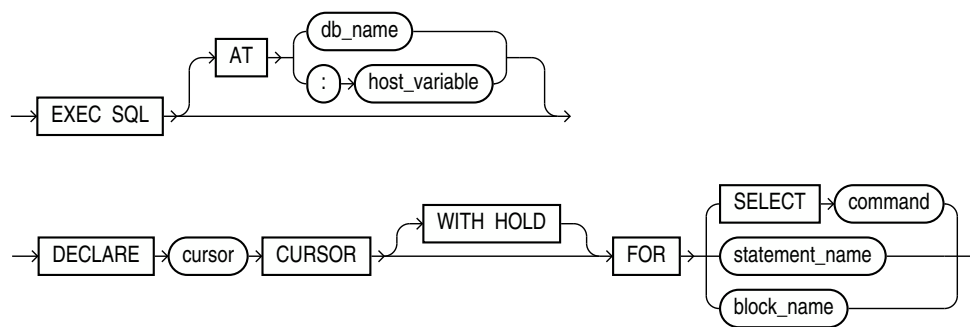 db_name
AT
: host_variable
EXEC SQL
SELECT command
WITH HOLD
DECLARE cursor CURSOR FOR statement_name
block_name